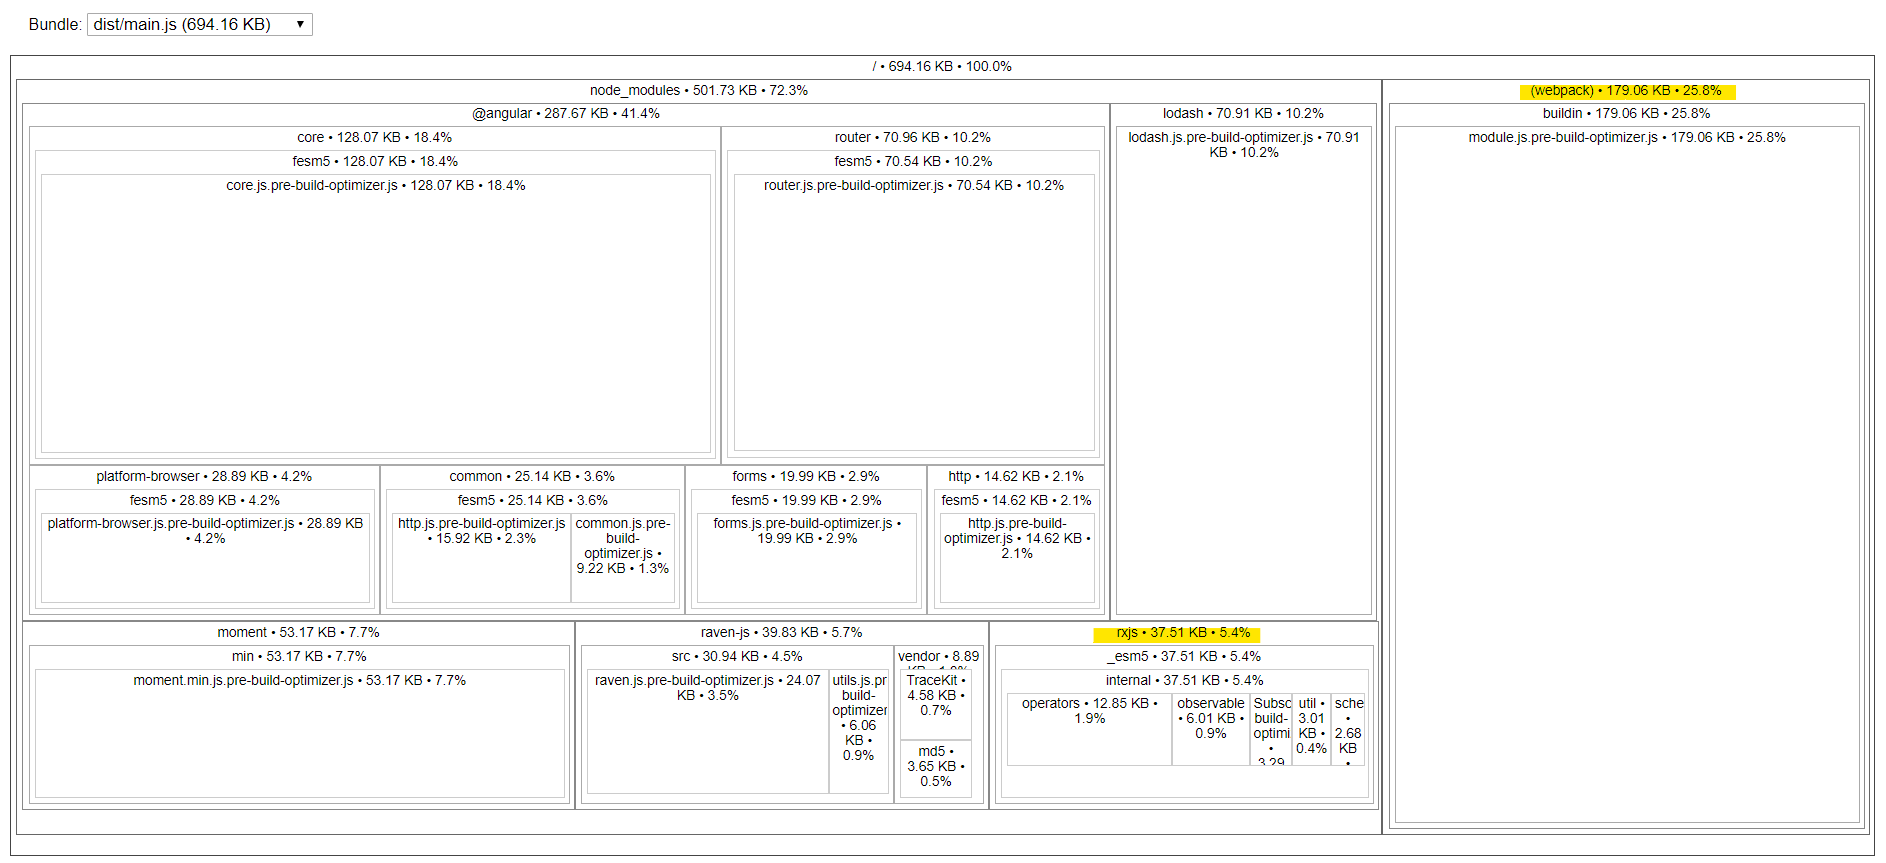 Bundle: dist/main.js (694.16 KB)
/ • 694.16 KB • 100.0%
node_modules • 501.73 KB • 72.3%
(webpack) • 179.06 KB • 25.8%
@angular • 287.67 KB • 41.4%
lodash • 70.91 KB • 10.2%
buildin • 179.06 KB • 25.8%
core • 128.07 KB • 18.4%
router • 70.96 KB • 10.2%
lodash.js.pre-build-optimizer.js • 70.91
KB • 10.2%
module.js.pre-build-optimizer.js • 179.06 KB • 25.8%
fesm5 • 128.07 KB • 18.4%
fesm5 • 70.54 KB • 10.2%
core.js.pre-build-optimizer.js • 128.07 KB • 18.4%
router.js.pre-build-optimizer.js • 70.54 KB • 10.2%
platform-browser • 28.89 KB • 4.2%
common • 25.14 KB • 3.6%
forms • 19.99 KB • 2.9%
http • 14.62 KB • 2.1%
fesm5 • 28.89 KB • 4.2%
fesm5 • 25.14 KB • 3.6%
fesm5 • 19.99 KB • 2.9%
fesm5 • 14.62 KB • 2.1%
platform-browser.js.pre-build-optimizer.js • 28.89 KB
• 4.2%
http.js.pre-build-optimizer.js
• 15.92 KB • 2.3%
common.js.pre-
build-
optimizer.js •
9.22 KB • 1.3%
forms.js.pre-build-optimizer.js •
19.99 KB • 2.9%
http.js.pre-build-
optimizer.js • 14.62 KB •
2.1%
moment • 53.17 KB • 7.7%
raven-js • 39.83 KB • 5.7%
rxjs • 37.51 KB • 5.4%
min • 53.17 KB • 7.7%
src • 30.94 KB • 4.5%
vendor • 8.89
_esm5 • 37.51 KB • 5.4%
moment.min.js.pre-build-optimizer.js • 53.17 KB • 7.7%
raven.js.pre-build-optimizer.js • 24.07
KB • 3.5%
utils.js.pr
build-
optimizer
• 6.06
KB •
0.9%
TraceKit •
4.58 KB •
0.7%
md5 •
3.65 KB •
0.5%
internal • 37.51 KB • 5.4%
operators • 12.85 KB •
1.9%
observable
• 6.01 KB •
0.9%
Subsc
build-
optimi
•
3.29
util •
3.01
KB •
0.4%
sche
•
2.68
KB
•